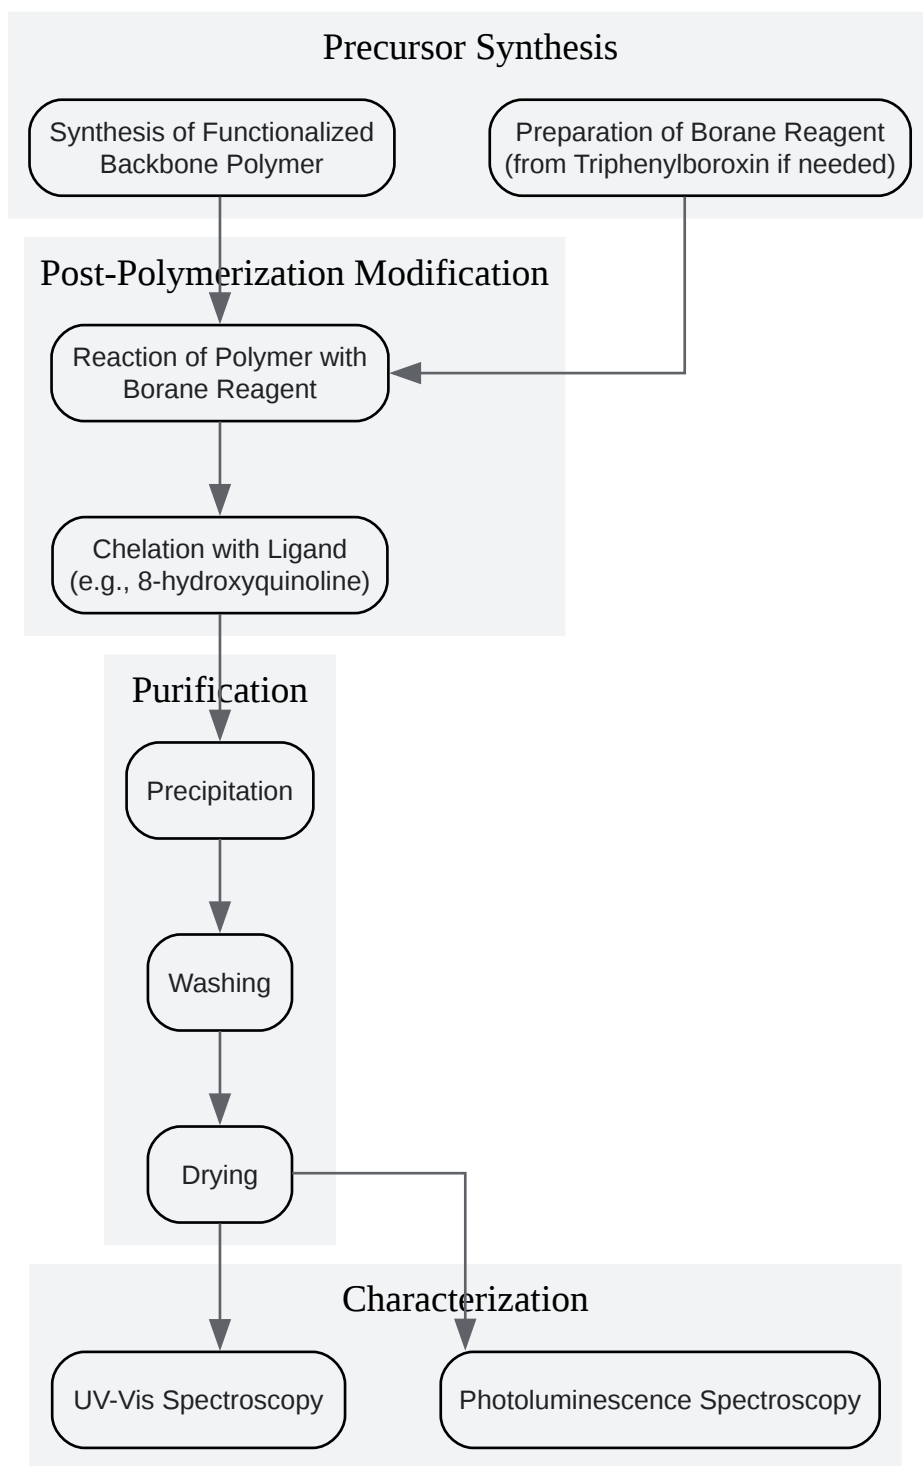 Precursor Synthesis
Synthesis of Functionalized
Backbone Polymer
Preparation of Borane Reagent
(from Triphenylboroxin if needed)
Post-Polymerization Modification
Reaction of Polymer with
Borane Reagent
Chelation with Ligand
(e.g., 8-hydroxyquinoline)
Purification
Precipitation
Washing
Drying
Characterization
UV-Vis Spectroscopy
Photoluminescence Spectroscopy